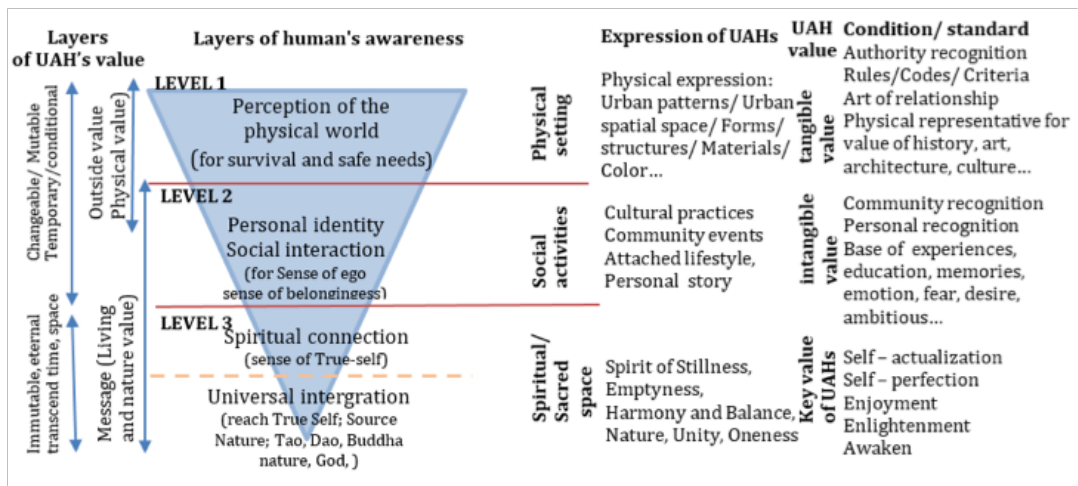 Layers
of UAH's value
Layers of human's awareness
Expression of UAHs
UAH
value
Condition/ standard
Changeable/ Mutable
Temporary/conditional
Immutable, eternal
transcend time, space
Outside value
Physical value)
Message (Living
and nature value)
LEVEL 1
Perception of the
physical world
(for survival and safe needs)
LEVEL 2
Personal identity
Social interaction
(for Sense of ego
sense of belongingess)
LEVEL 3
Spiritual connection
(sense of True-self)
Universal intergration
(reach True Self; Source
Nature; Tao, Dao, Buddha
nature, God, )
Physical
setting
Physical expression:
Urban patterns/ Urban
spatial space/ Forms/
structures/ Materials/
Color...
tangible
value
Authority recognition
Rules/Codes/ Criteria
Art of relationship
Physical representative for
value of history, art,
architecture, culture...
Social
activities
Cultural practices
Community events
Attached lifestyle,
Personal story
intangible
value
Community recognition
Personal recognition
Base of experiences,
education, memories,
emotion, fear, desire,
ambitious...
Spiritual/
Sacred
space
Spirit of Stillness,
Emptyness,
Harmony and Balance,
Nature, Unity, Oneness
Key value
of UAHs
Self – actualization
Self – perfection
Enjoyment
Enlightenment
Awaken